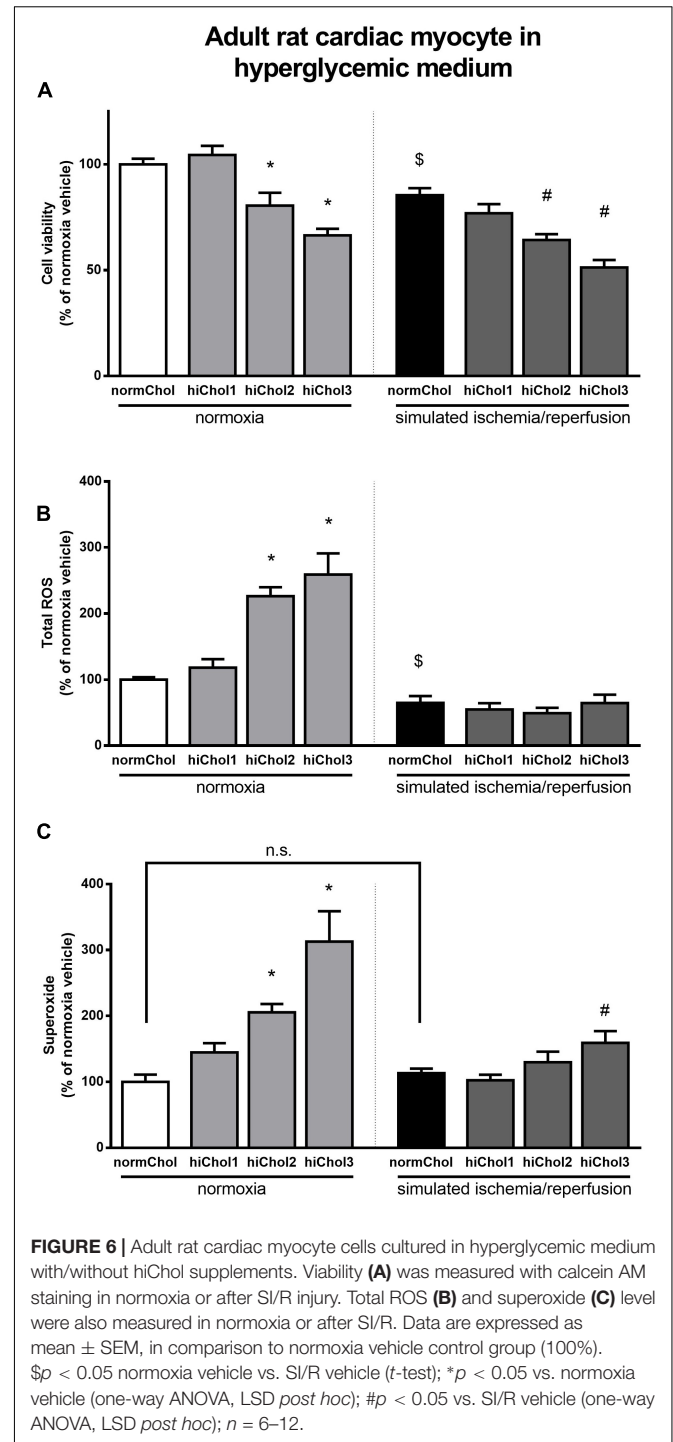 Adult rat cardiac myocyte in
hyperglycemic medium
A
Cell viability
(% of normoxia vehicle)
100
50
0
* * $ # #
normChol hiChol1 hiChol2 hiChol3 normChol hiChol1 hiChol2 hiChol3
normoxia simulated ischemia/reperfusion
B
Total ROS
(% of normoxia vehicle)
400
300
200
100
0
* * $
normChol hiChol1 hiChol2 hiChol3 normChol hiChol1 hiChol2 hiChol3
normoxia simulated ischemia/reperfusion
C
n.s.
Superoxide
(% of normoxia vehicle)
400
300
200
100
0
* * #
normChol hiChol1 hiChol2 hiChol3 normChol hiChol1 hiChol2 hiChol3
normoxia simulated ischemia/reperfusion
FIGURE 6 | Adult rat cardiac myocyte cells cultured in hyperglycemic medium
with/without hiChol supplements. Viability (A) was measured with calcein AM
staining in normoxia or after SI/R injury. Total ROS (B) and superoxide (C) level
were also measured in normoxia or after SI/R. Data are expressed as
mean ± SEM, in comparison to normoxia vehicle control group (100%).
$p < 0.05 normoxia vehicle vs. SI/R vehicle (t-test); *p < 0.05 vs. normoxia
vehicle (one-way ANOVA, LSD post hoc); #p < 0.05 vs. SI/R vehicle (one-way
ANOVA, LSD post hoc); n = 6–12.